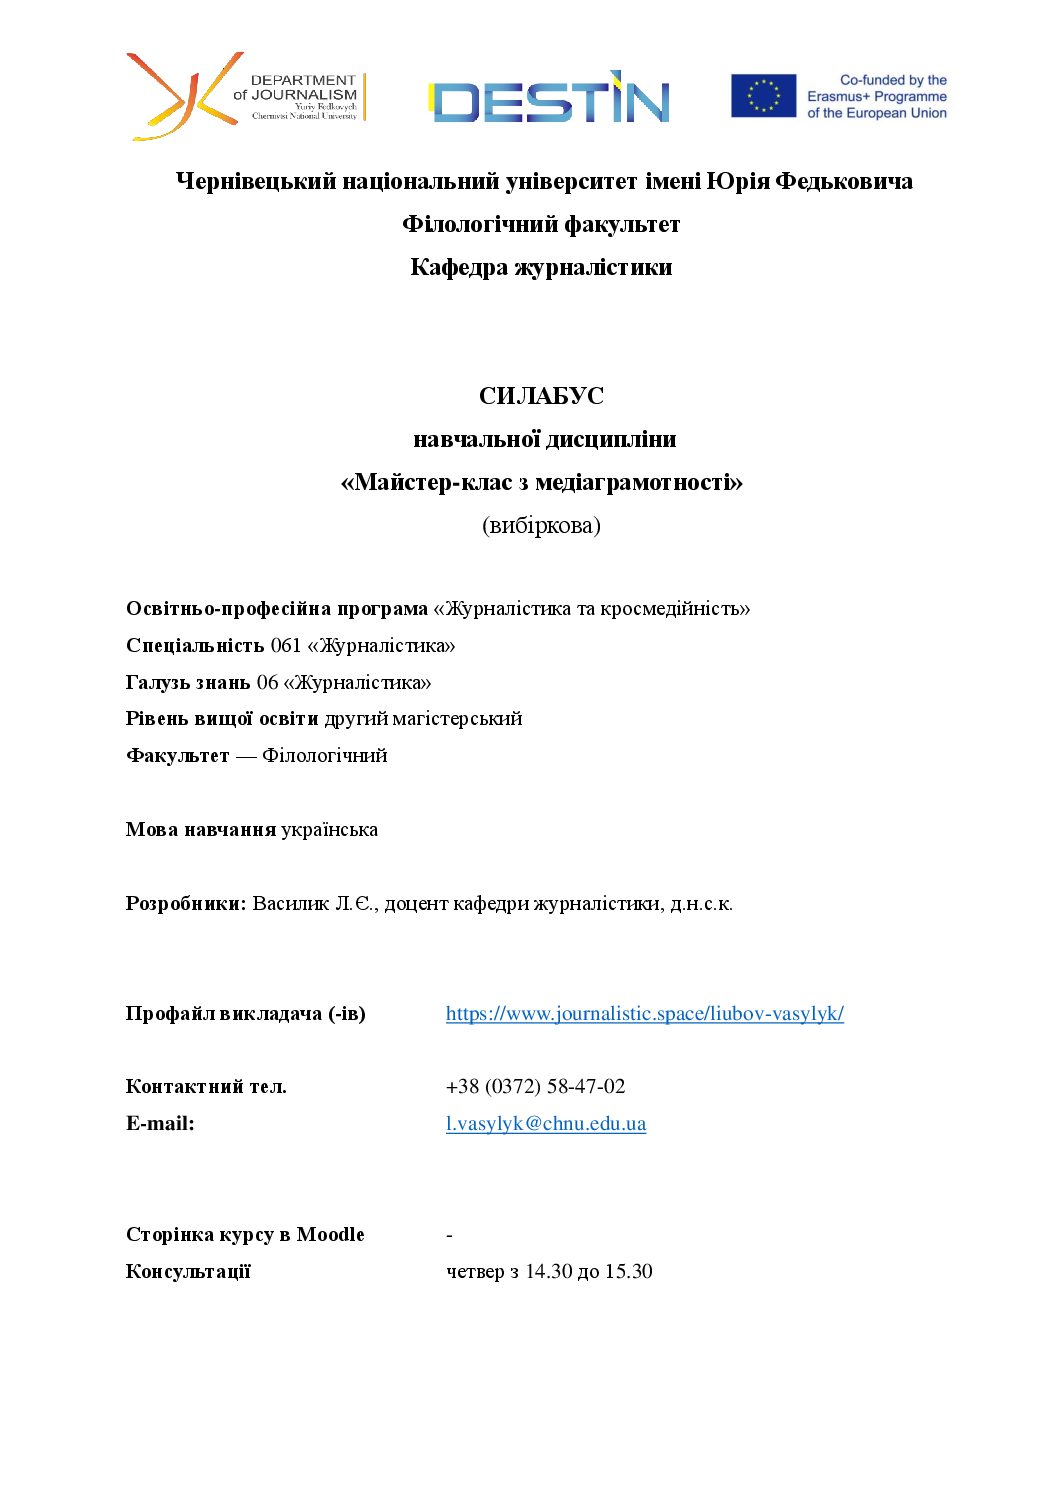 DEPARTMENT
of JOURNALISM
Yuriy Fedkovych
Chernivtsi National University
DESTIN
Co-funded by the
Erasmus+ Programme
of the European Union
Чернівецький національний університет імені Юрія Федьковича
Філологічний факультет
Кафедра журналістики
СИЛАБУС
навчальної дисципліни
«Майстер-клас з медіаграмотності»
(вибіркова)
Освітньо-професійна програма «Журналістика та кросмедійність»
Спеціальність 061 «Журналістика»
Галузь знань 06 «Журналістика»
Рівень вищої освіти другий магістерський
Факультет — Філологічний
Мова навчання українська
Розробники: Василик Л.Є., доцент кафедри журналістики, д.н.с.к.
Профайл викладача (-ів) https://www.journalistic.space/liubov-vasylyk/
Контактний тел. +38 (0372) 58-47-02
E-mail: l.vasylyk@chnu.edu.ua
Сторінка курсу в Moodle -
Консультації четвер з 14.30 до 15.30